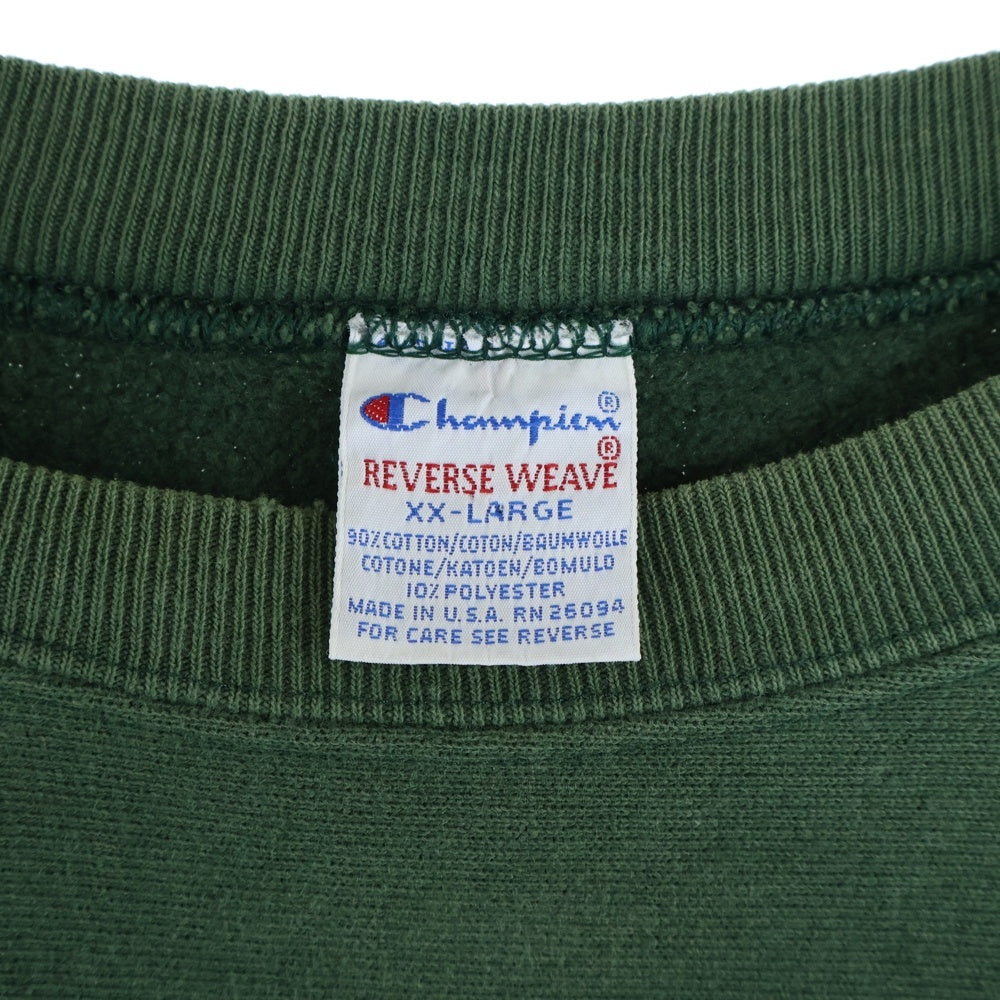 Champion®
REVERSE WEAVE®
XX-LARGE
90% COTTON/COTON/BAUMWOLLE
COTONE/KATOEN/BOMULD
10% POLYESTER
MADE IN U.S.A. RN 26094
FOR CARE SEE REVERSE